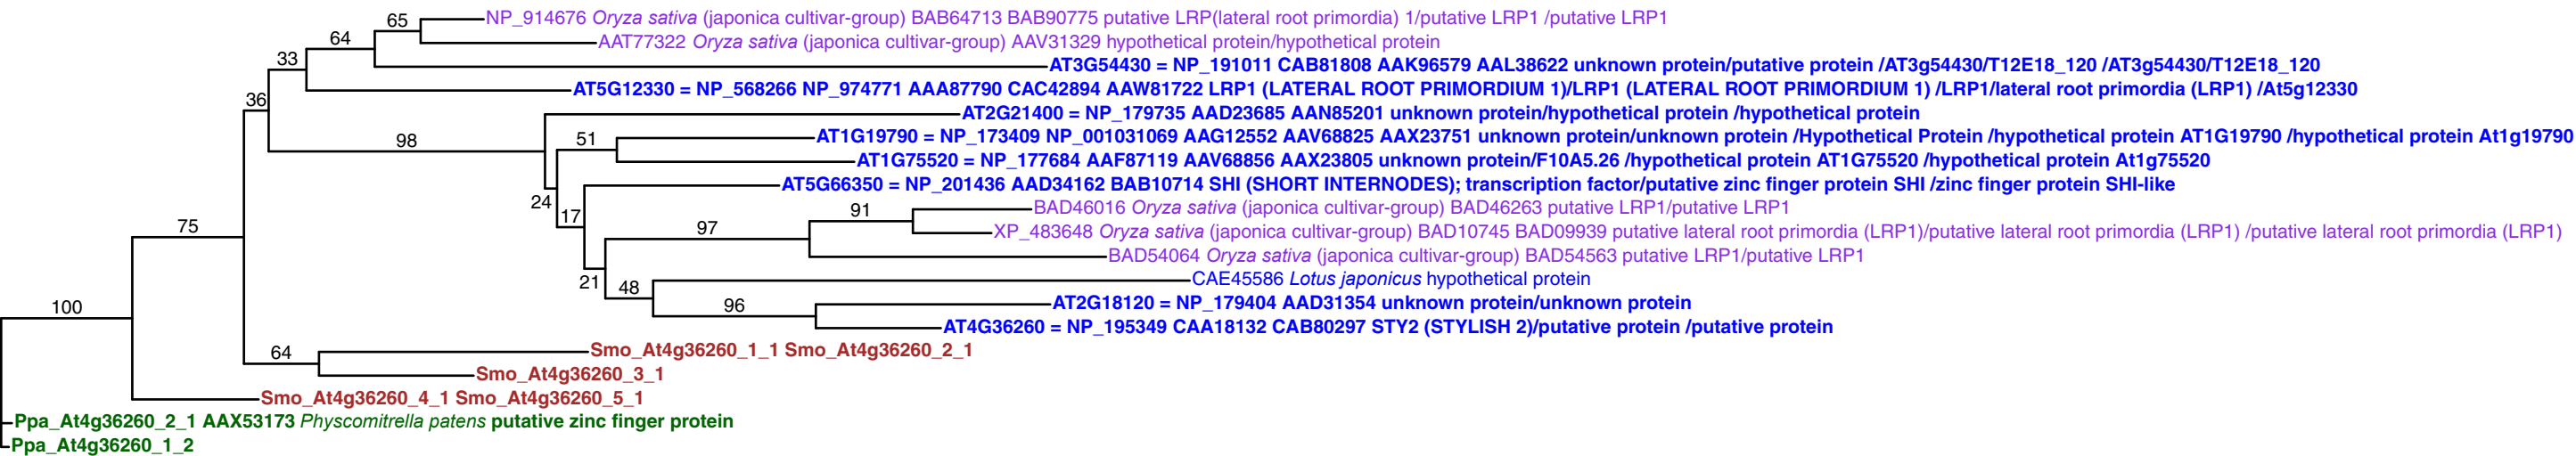 65 NP_914676 Oryza sativa (japonica cultivar-group) BAB64713 BAB90775 putative LRP(lateral root primordia) 1/putative LRP1 /putative LRP1
64
AAT77322 Oryza sativa (japonica cultivar-group) AAV31329 hypothetical protein/hypothetical protein
33
AT3G54430 = NP_191011 CAB81808 AAK96579 AAL38622 unknown protein/putative protein /AT3g54430/T12E18_120 /AT3g54430/T12E18_120
AT5G12330 = NP_568266 NP_974771 AAA87790 CAC42894 AAW81722 LRP1 (LATERAL ROOT PRIMORDIUM 1)/LRP1 (LATERAL ROOT PRIMORDIUM 1) /LRP1/lateral root primordia (LRP1) /At5g12330
36
AT2G21400 = NP_179735 AAD23685 AAN85201 unknown protein/hypothetical protein /hypothetical protein
98
51
AT1G19790 = NP_173409 NP_001031069 AAG12552 AAV68825 AAX23751 unknown protein/unknown protein /Hypothetical Protein /hypothetical protein AT1G19790 /hypothetical protein At1g19790
AT1G75520 = NP_177684 AAF87119 AAV68856 AAX23805 unknown protein/F10A5.26 /hypothetical protein AT1G75520 /hypothetical protein At1g75520
AT5G66350 = NP_201436 AAD34162 BAB10714 SHI (SHORT INTERNODES); transcription factor/putative zinc finger protein SHI /zinc finger protein SHI-like
24
17
91
BAD46016 Oryza sativa (japonica cultivar-group) BAD46263 putative LRP1/putative LRP1
75
97
XP_483648 Oryza sativa (japonica cultivar-group) BAD10745 BAD09939 putative lateral root primordia (LRP1)/putative lateral root primordia (LRP1) /putative lateral root primordia (LRP1)
BAD54064 Oryza sativa (japonica cultivar-group) BAD54563 putative LRP1/putative LRP1
21
48
CAE45586 Lotus japonicus hypothetical protein
100
96
AT2G18120 = NP_179404 AAD31354 unknown protein/unknown protein
AT4G36260 = NP_195349 CAA18132 CAB80297 STY2 (STYLISH 2)/putative protein /putative protein
64
Smo_At4g36260_1_1 Smo_At4g36260_2_1
Smo_At4g36260_3_1
Smo_At4g36260_4_1 Smo_At4g36260_5_1
Ppa_At4g36260_2_1 AAX53173 Physcomitrella patens putative zinc finger protein
Ppa_At4g36260_1_2